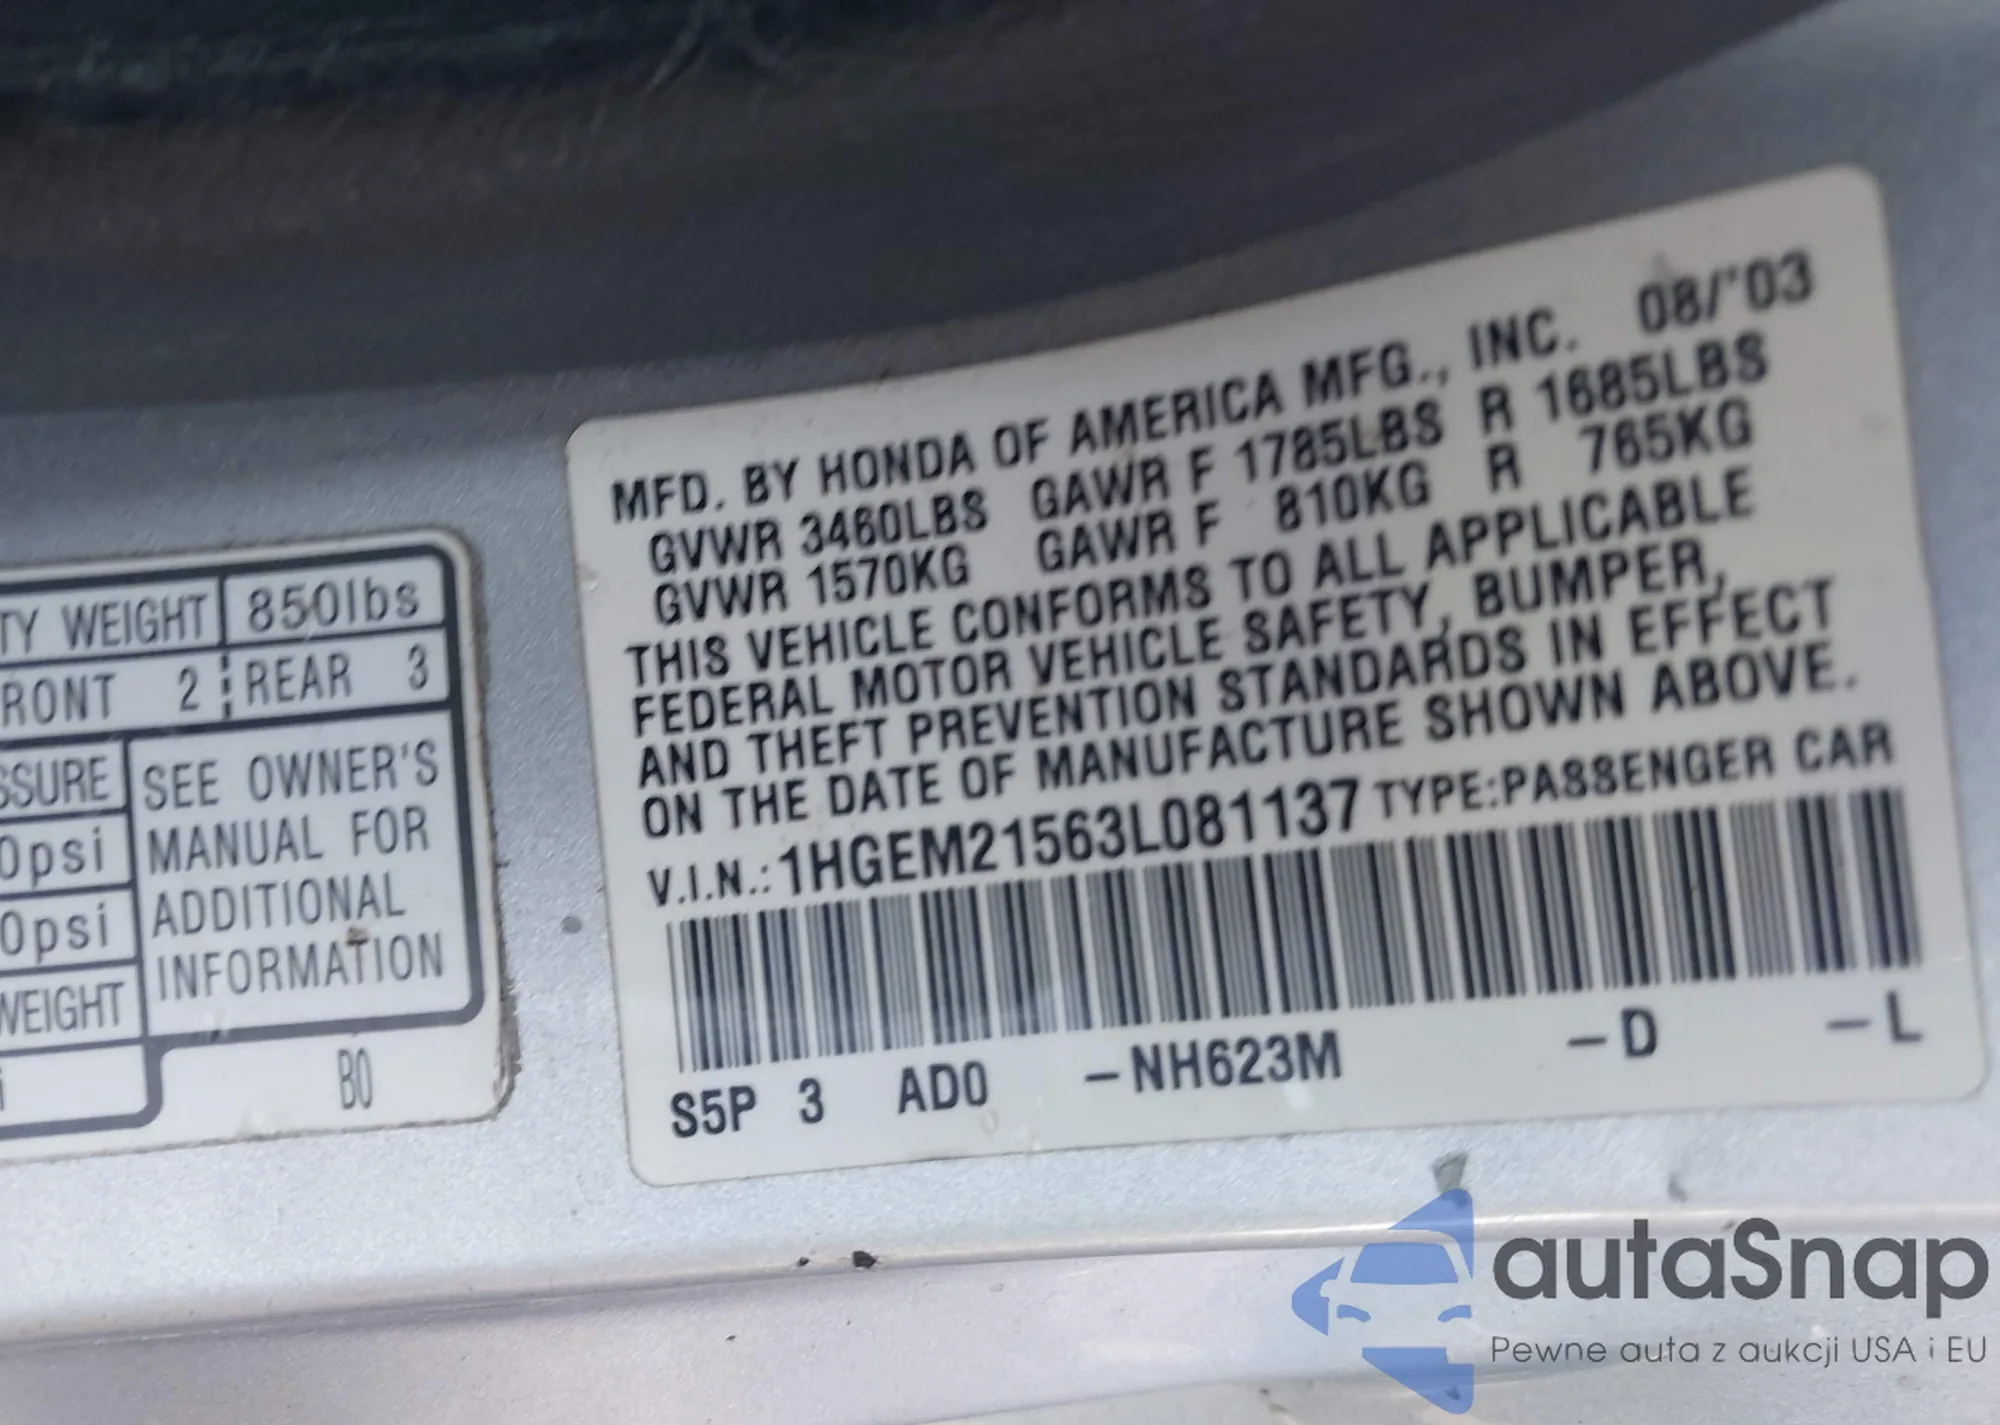 TY WEIGHT 850lbs
RONT 2 REAR 3
SSURE
0psi
0psi
WEIGHT
SEE OWNER'S
MANUAL FOR
ADDITIONAL
INFORMATION
B0
MFD. BY HONDA OF AMERICA MFG., INC. 08/'03
GVWR 3460LBS GAWR F 1785LBS R 1685LBS
GVWR 1570KG GAWR F 810KG R 765KG
THIS VEHICLE CONFORMS TO ALL APPLICABLE
FEDERAL MOTOR VEHICLE SAFETY, BUMPER,
AND THEFT PREVENTION STANDARDS IN EFFECT
ON THE DATE OF MANUFACTURE SHOWN ABOVE.
V.I.N.: 1HGEM21563L081137 TYPE:PASSENGER CAR
S5P 3 AD0 -NH623M -D -L
autaSnap
Pewne auta z aukcji USA i EU